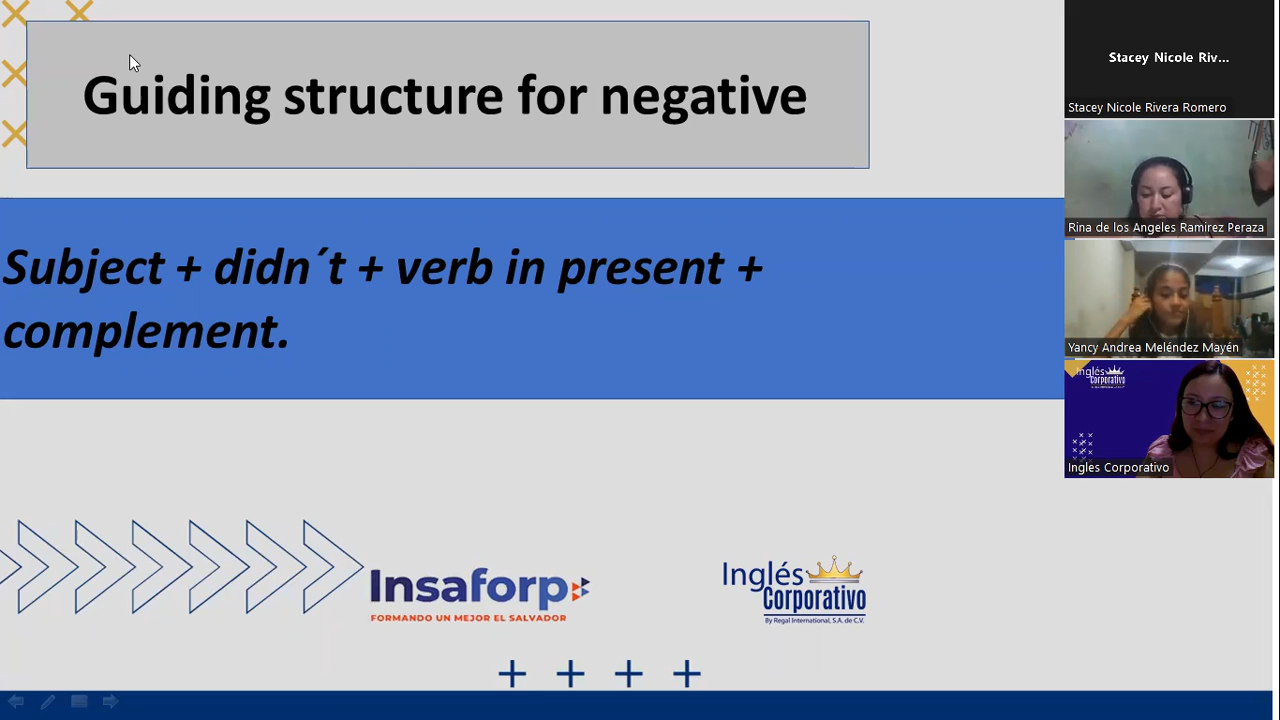 Guiding structure for negative
Subject + didn´t + verb in present +
complement.
Insaforp
FORMANDO UN MEJOR EL SALVADOR
Inglés
Corporativo
By Regal International, S.A. de C.V.
Stacey Nicole Riv...
Stacey Nicole Rivera Romero
Rina de los Angeles Ramirez Peraza
Yancy Andrea Meléndez Mayén
Inglés
Corporativo
Ingles Corporativo